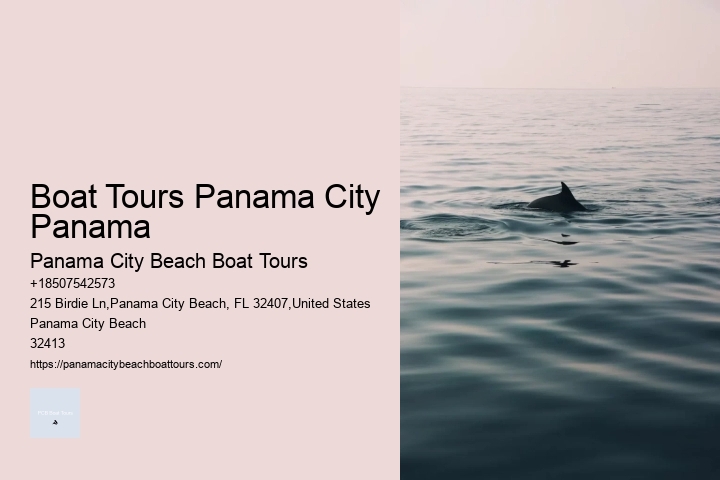 Boat Tours Panama City
Panama
Panama City Beach Boat Tours
+18507542573
215 Birdie Ln,Panama City Beach, FL 32407,United States
Panama City Beach
32413
https://panamacitybeachboattours.com/